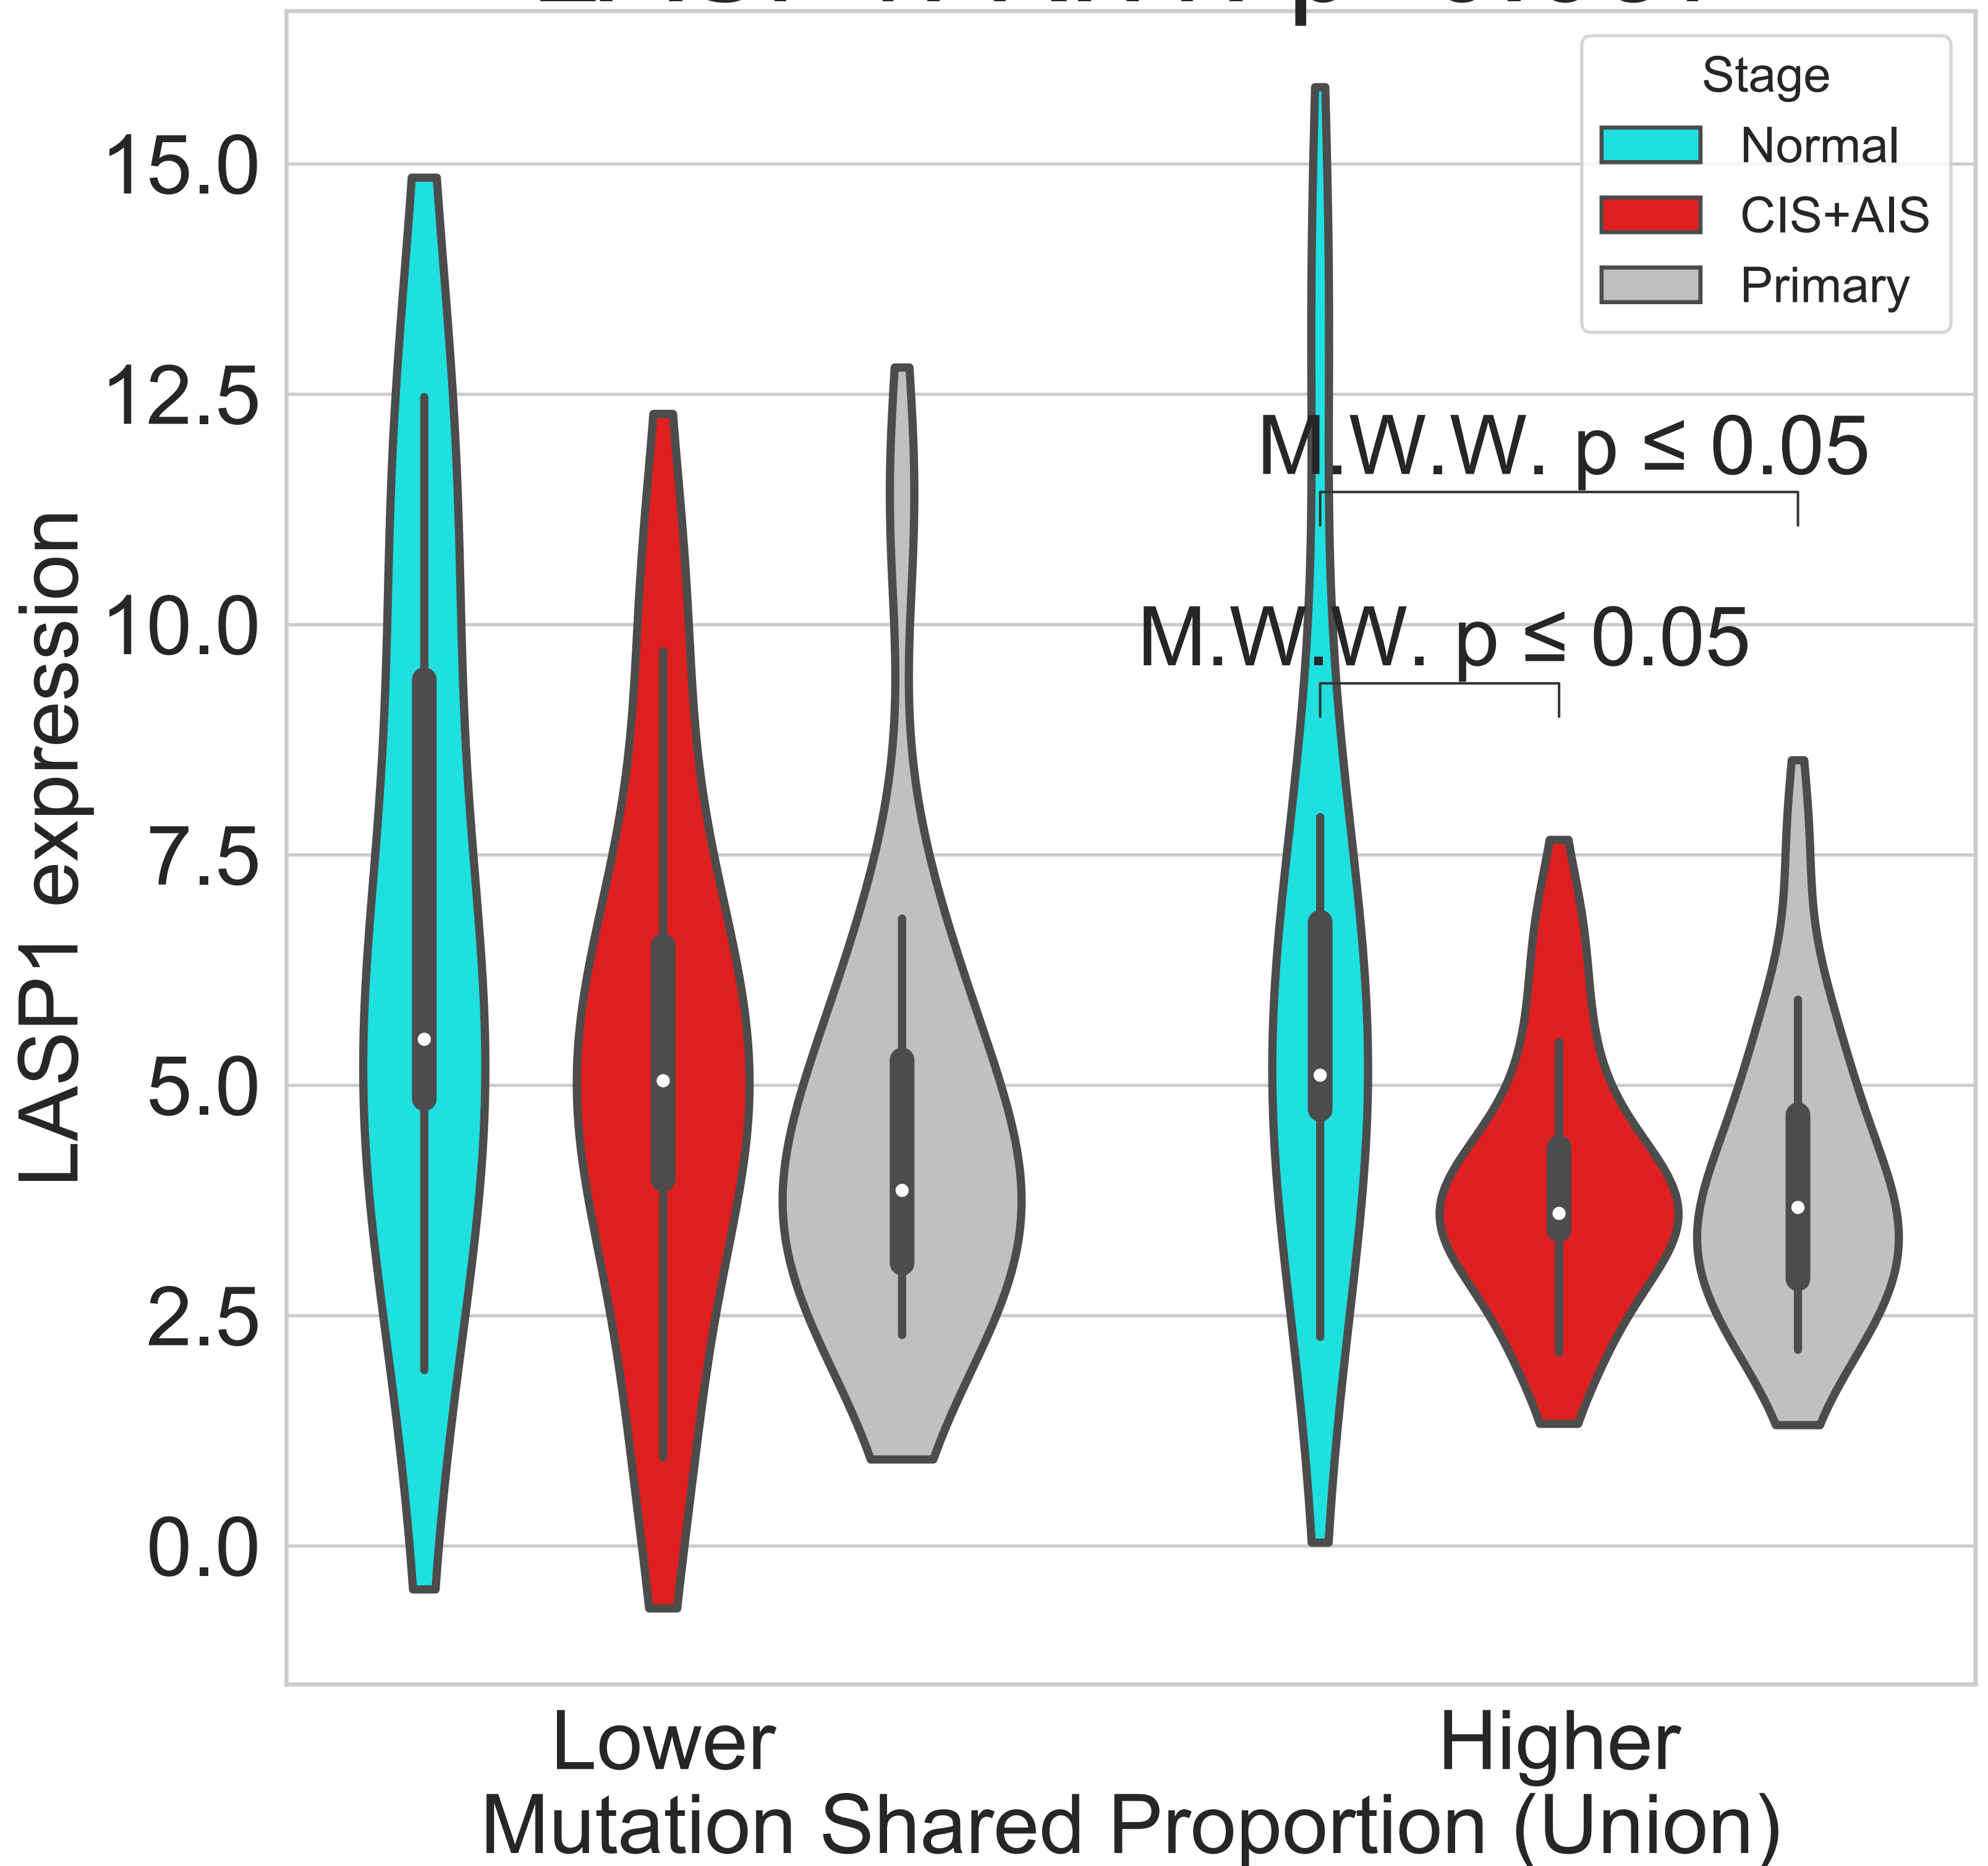 Stage
Normal
CIS+AIS
Primary
15.0
12.5
10.0
7.5
5.0
2.5
0.0
LASP1 expression
M.W.W. p ≤ 0.05
M.W.W. p ≤ 0.05
Lower
Higher
Mutation Shared Proportion (Union)